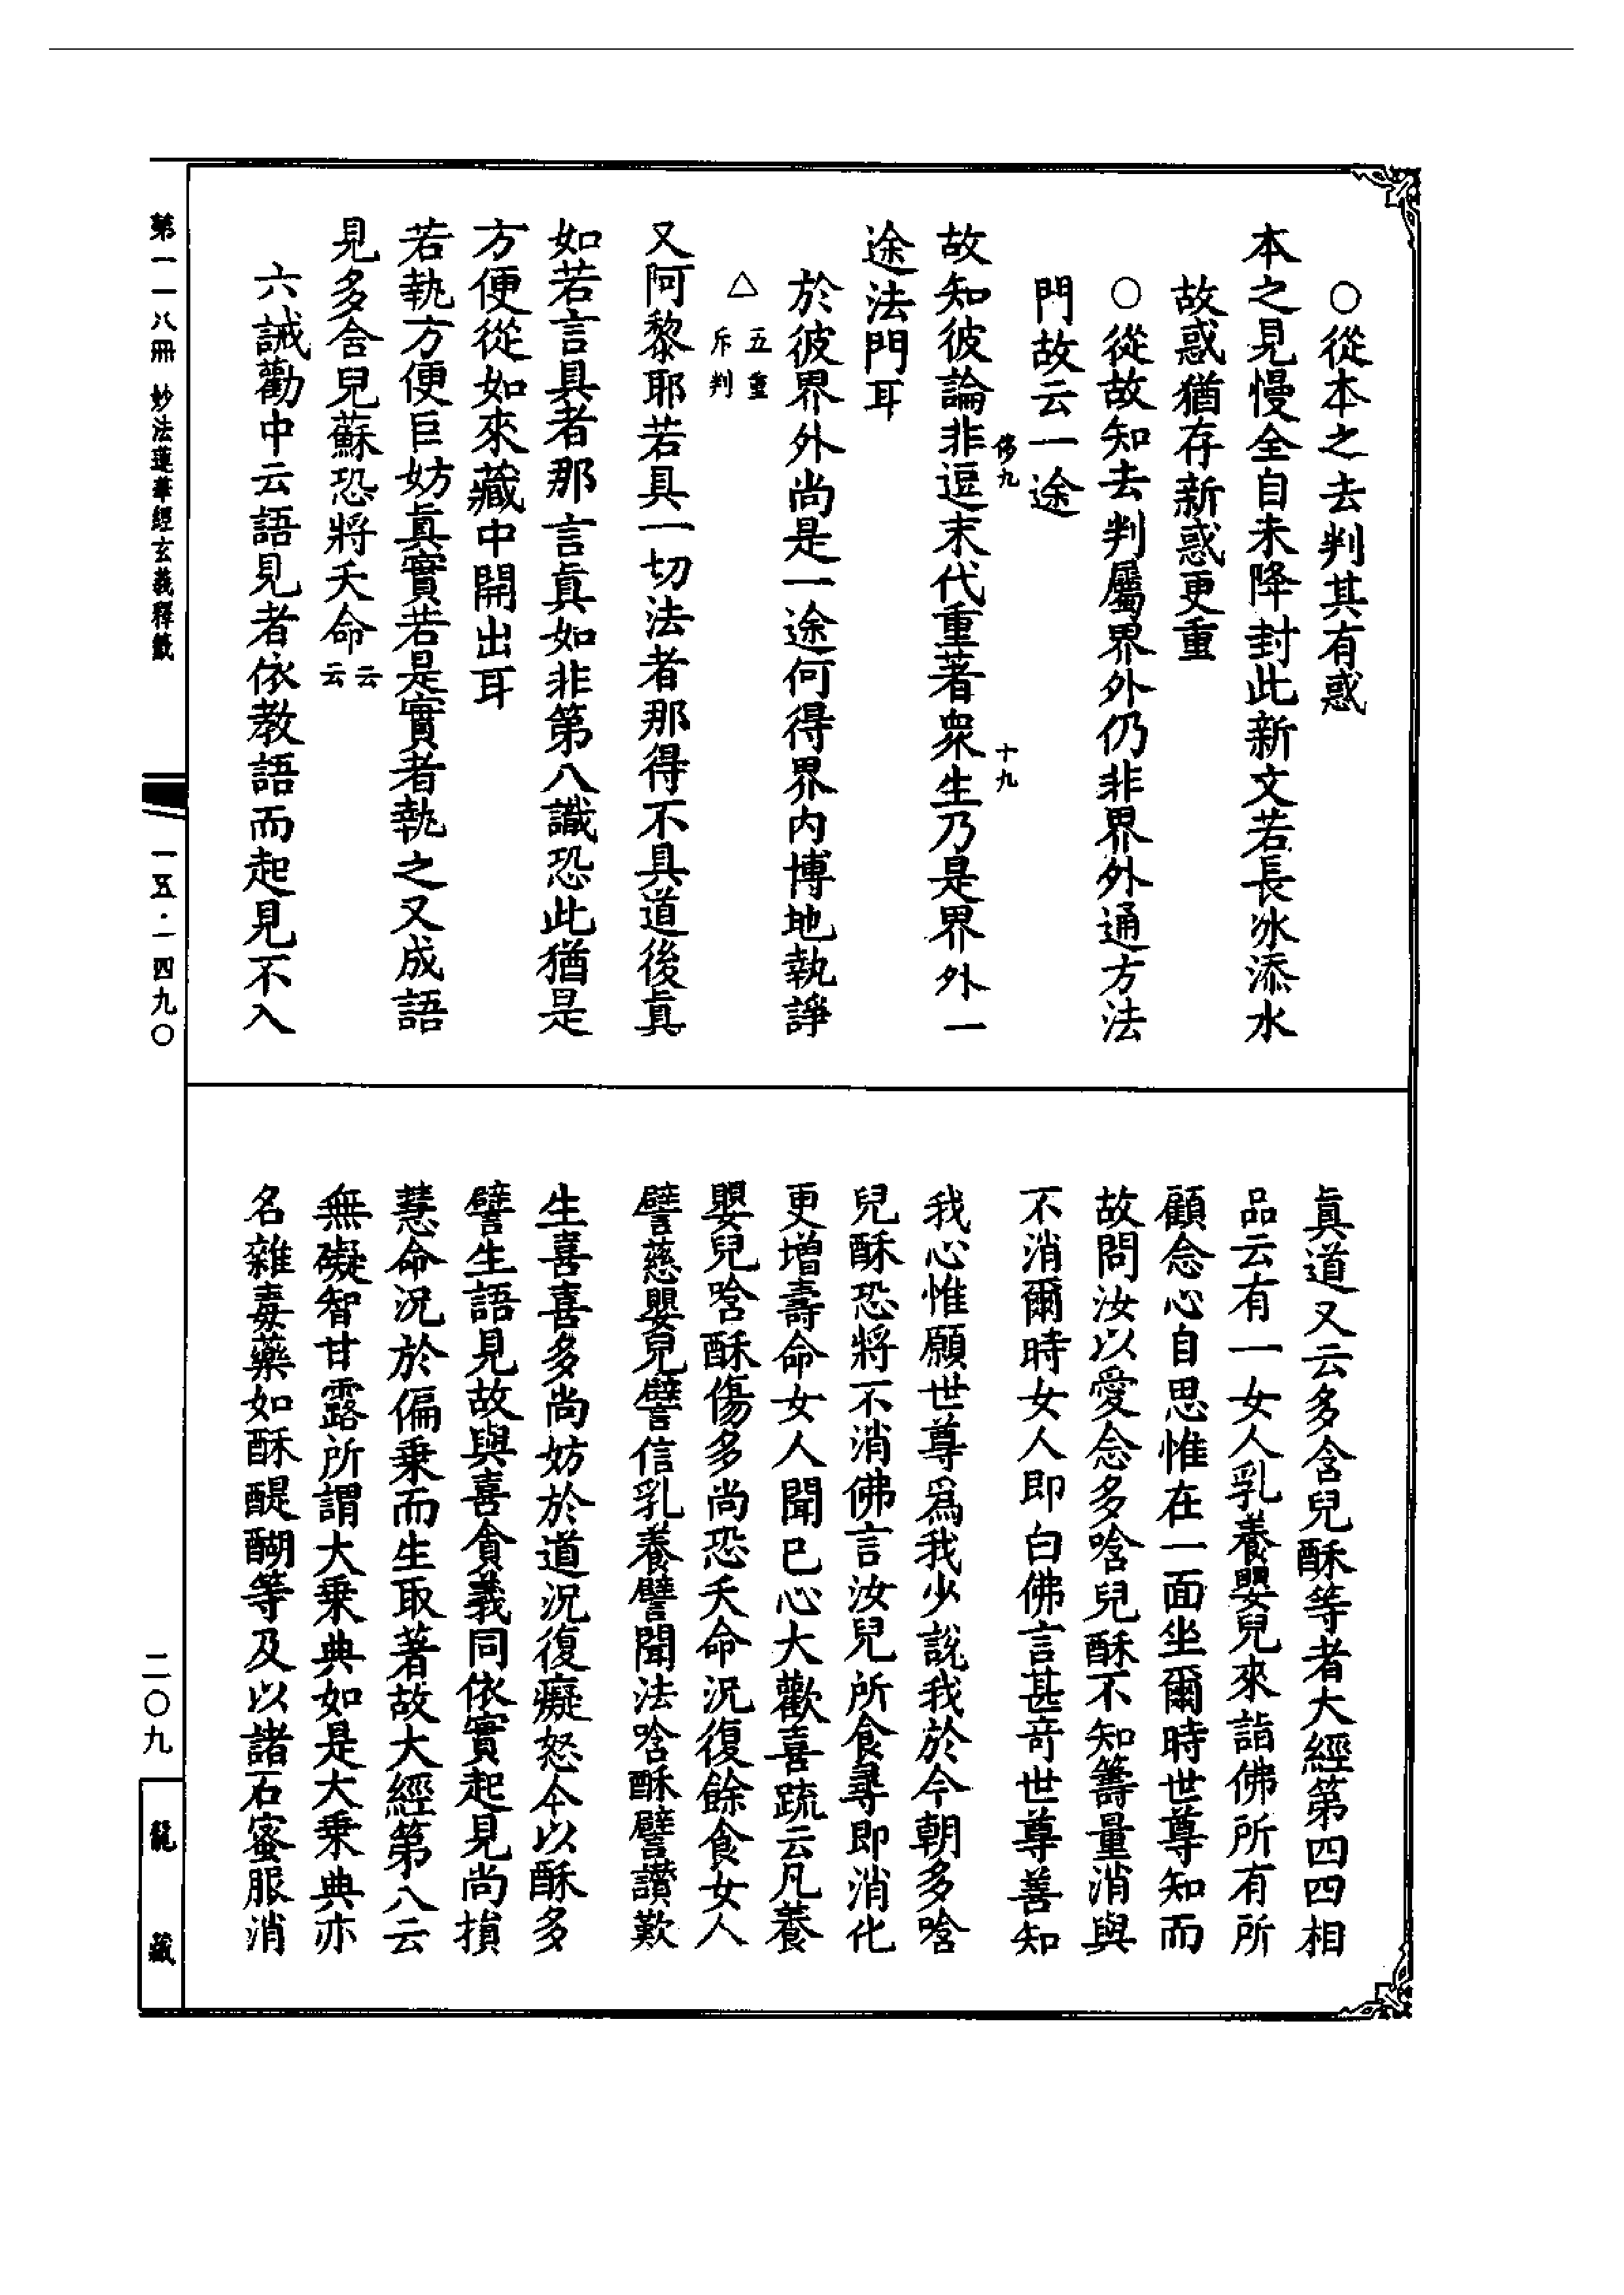 ○從本之去判其有惑
本之見慢全自未降封此新文若長冰添水
故惑猶存新惑更重
○從故知去判屬界外仍非界外通方法
門故云一途
佛九
十九
故知彼論非逗末代重著衆生乃是界外一
途法門耳
於彼界外尚是一途何得界内博地執諍
△五重斥判
又阿黎耶若具一切法者那得不具道後眞
如若言具者那言眞如非第八識恐此猶是
方便從如來藏中開出耳
若執方便巨妨眞實若是實者執之又成語
見多含兒蘇恐將夭命云云
六誡勸中云語見者依教語而起見不入
眞道又云多含兒酥等者大經第四四相
品云有一女人乳養嬰兒來詣佛所有所
顧念心自思惟在一面坐爾時世尊知而
故問汝以愛念多唅兒酥不知籌量消與
不消爾時女人即白佛言甚奇世尊善知
我心惟願世尊爲我少說我於今朝多唅
兒酥恐將不消佛言汝兒所食尋即消化
更增壽命女人聞已心大歡喜疏云凡養
嬰兒唅酥傷多尚恐夭命況復餘食女人
譬慈嬰兒譬信乳養譬聞法唅酥譬讚歎
生喜喜多尚妨於道況復癡怒今以酥多
譬生語見故與喜貪義同依實起見尚損
慧命況於偏乘而生取著故大經第八云
無礙智甘露所謂大乘典如是大乘典亦
名雜毒藥如酥醍醐等及以諸石蜜服消
第一一八冊 妙法蓮華經玄義釋籤
一五·一四九〇
二〇九
龍藏